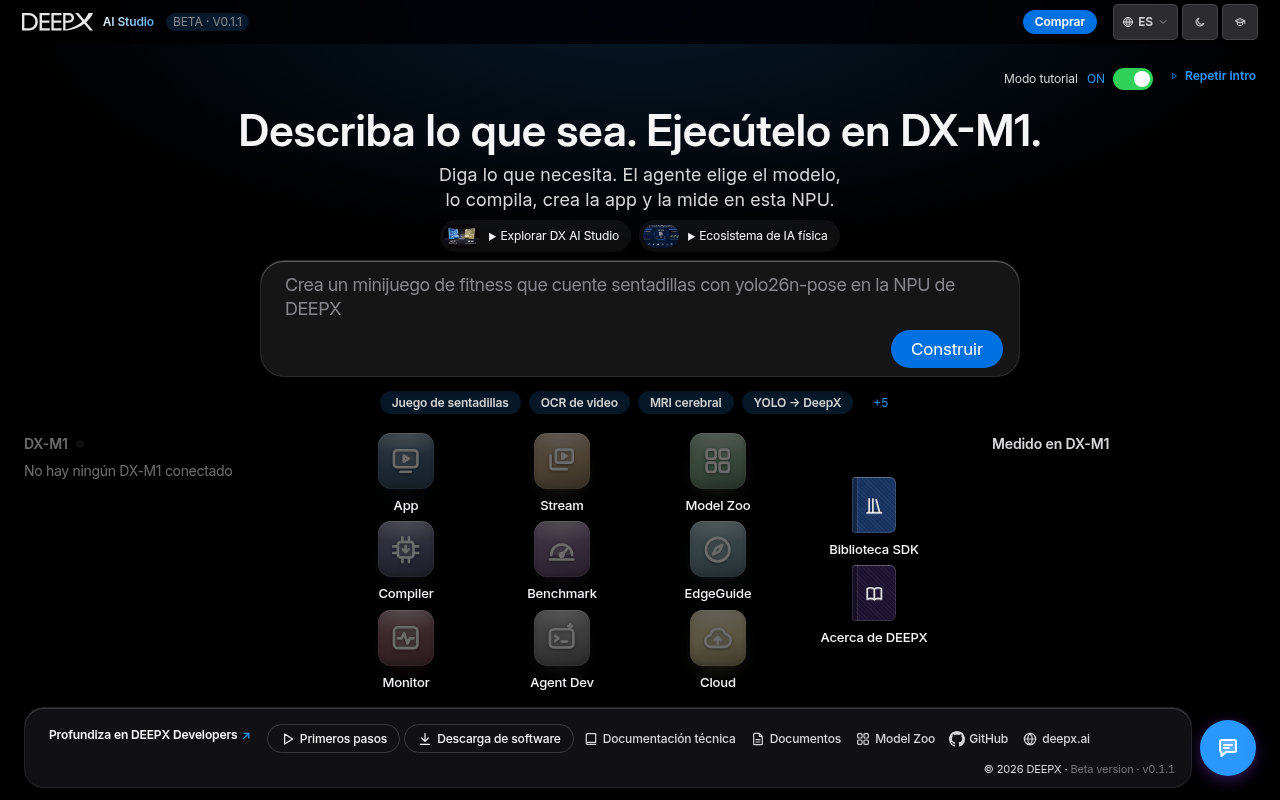 DEEPX AI Studio BETA · V0.1.1
Comprar
ES
Modo tutorial ON
Repetir intro
Describa lo que sea. Ejecútelo en DX-M1.
Diga lo que necesita. El agente elige el modelo,
lo compila, crea la app y la mide en esta NPU.
Explorar DX AI Studio
Ecosistema de IA física
Crea un minijuego de fitness que cuente sentadillas con yolo26n-pose en la NPU de
DEEPX
Construir
Juego de sentadillas
OCR de video
MRI cerebral
YOLO → DeepX
+5
DX-M1
No hay ningún DX-M1 conectado
App
Stream
Model Zoo
Compiler
Benchmark
EdgeGuide
Monitor
Agent Dev
Cloud
Biblioteca SDK
Acerca de DEEPX
Medido en DX-M1
Profundiza en DEEPX Developers
Primeros pasos
Descarga de software
Documentación técnica
Documentos
Model Zoo
GitHub
deepx.ai
© 2026 DEEPX · Beta version · v0.1.1